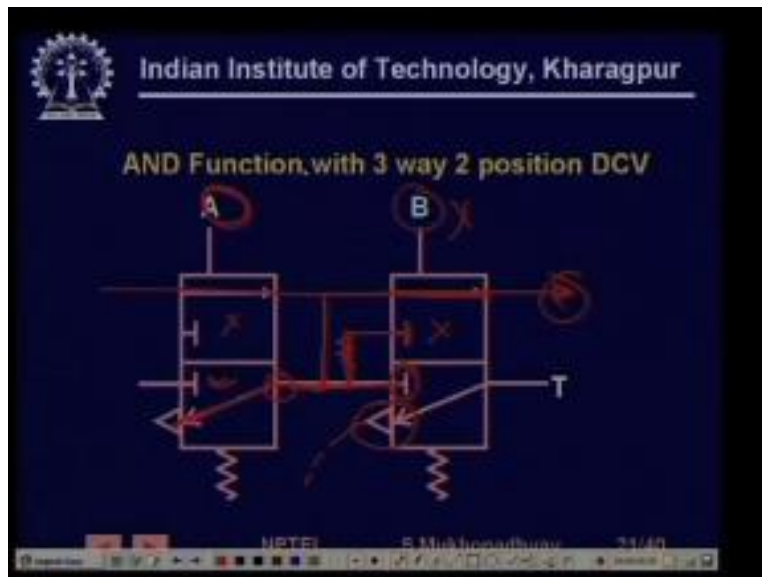 Indian Institute of Technology, Kharagpur
AND Function with 3 way 2 position DCV
A
B
T
NPTEL S.Mukhopadhyay 21/40